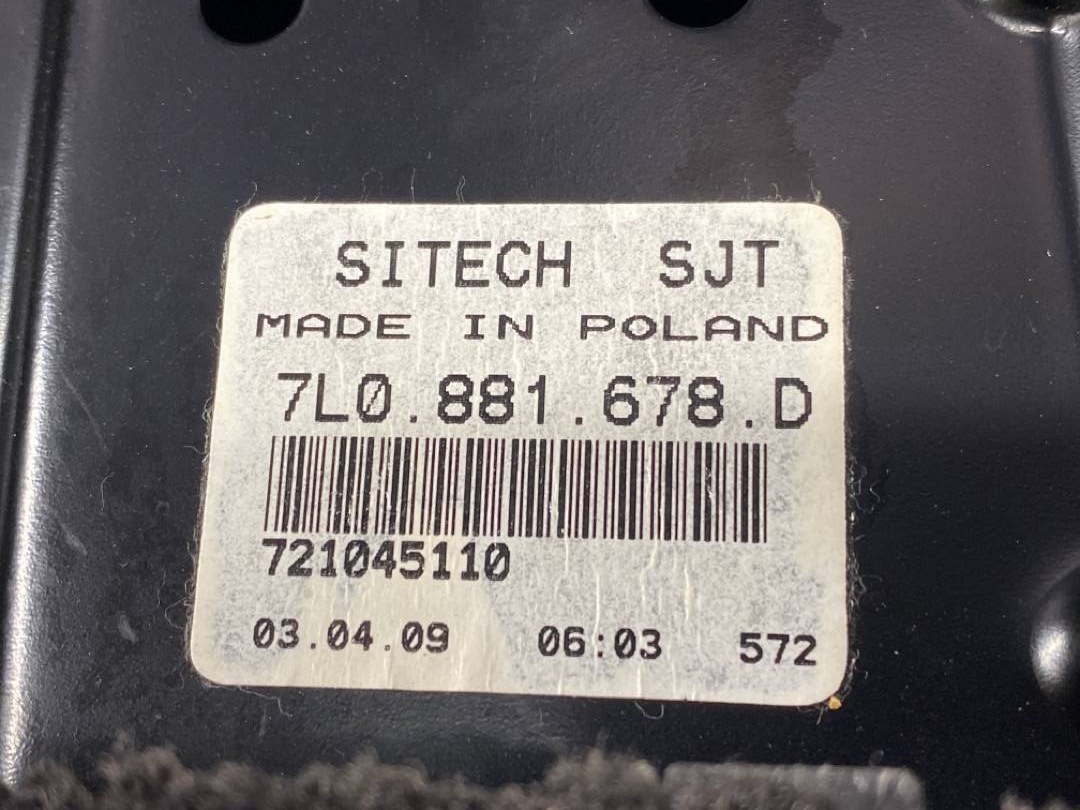 SITECH SJT
MADE IN POLAND
7L0.881.678.D
721045110
03.04.09 06:03 572